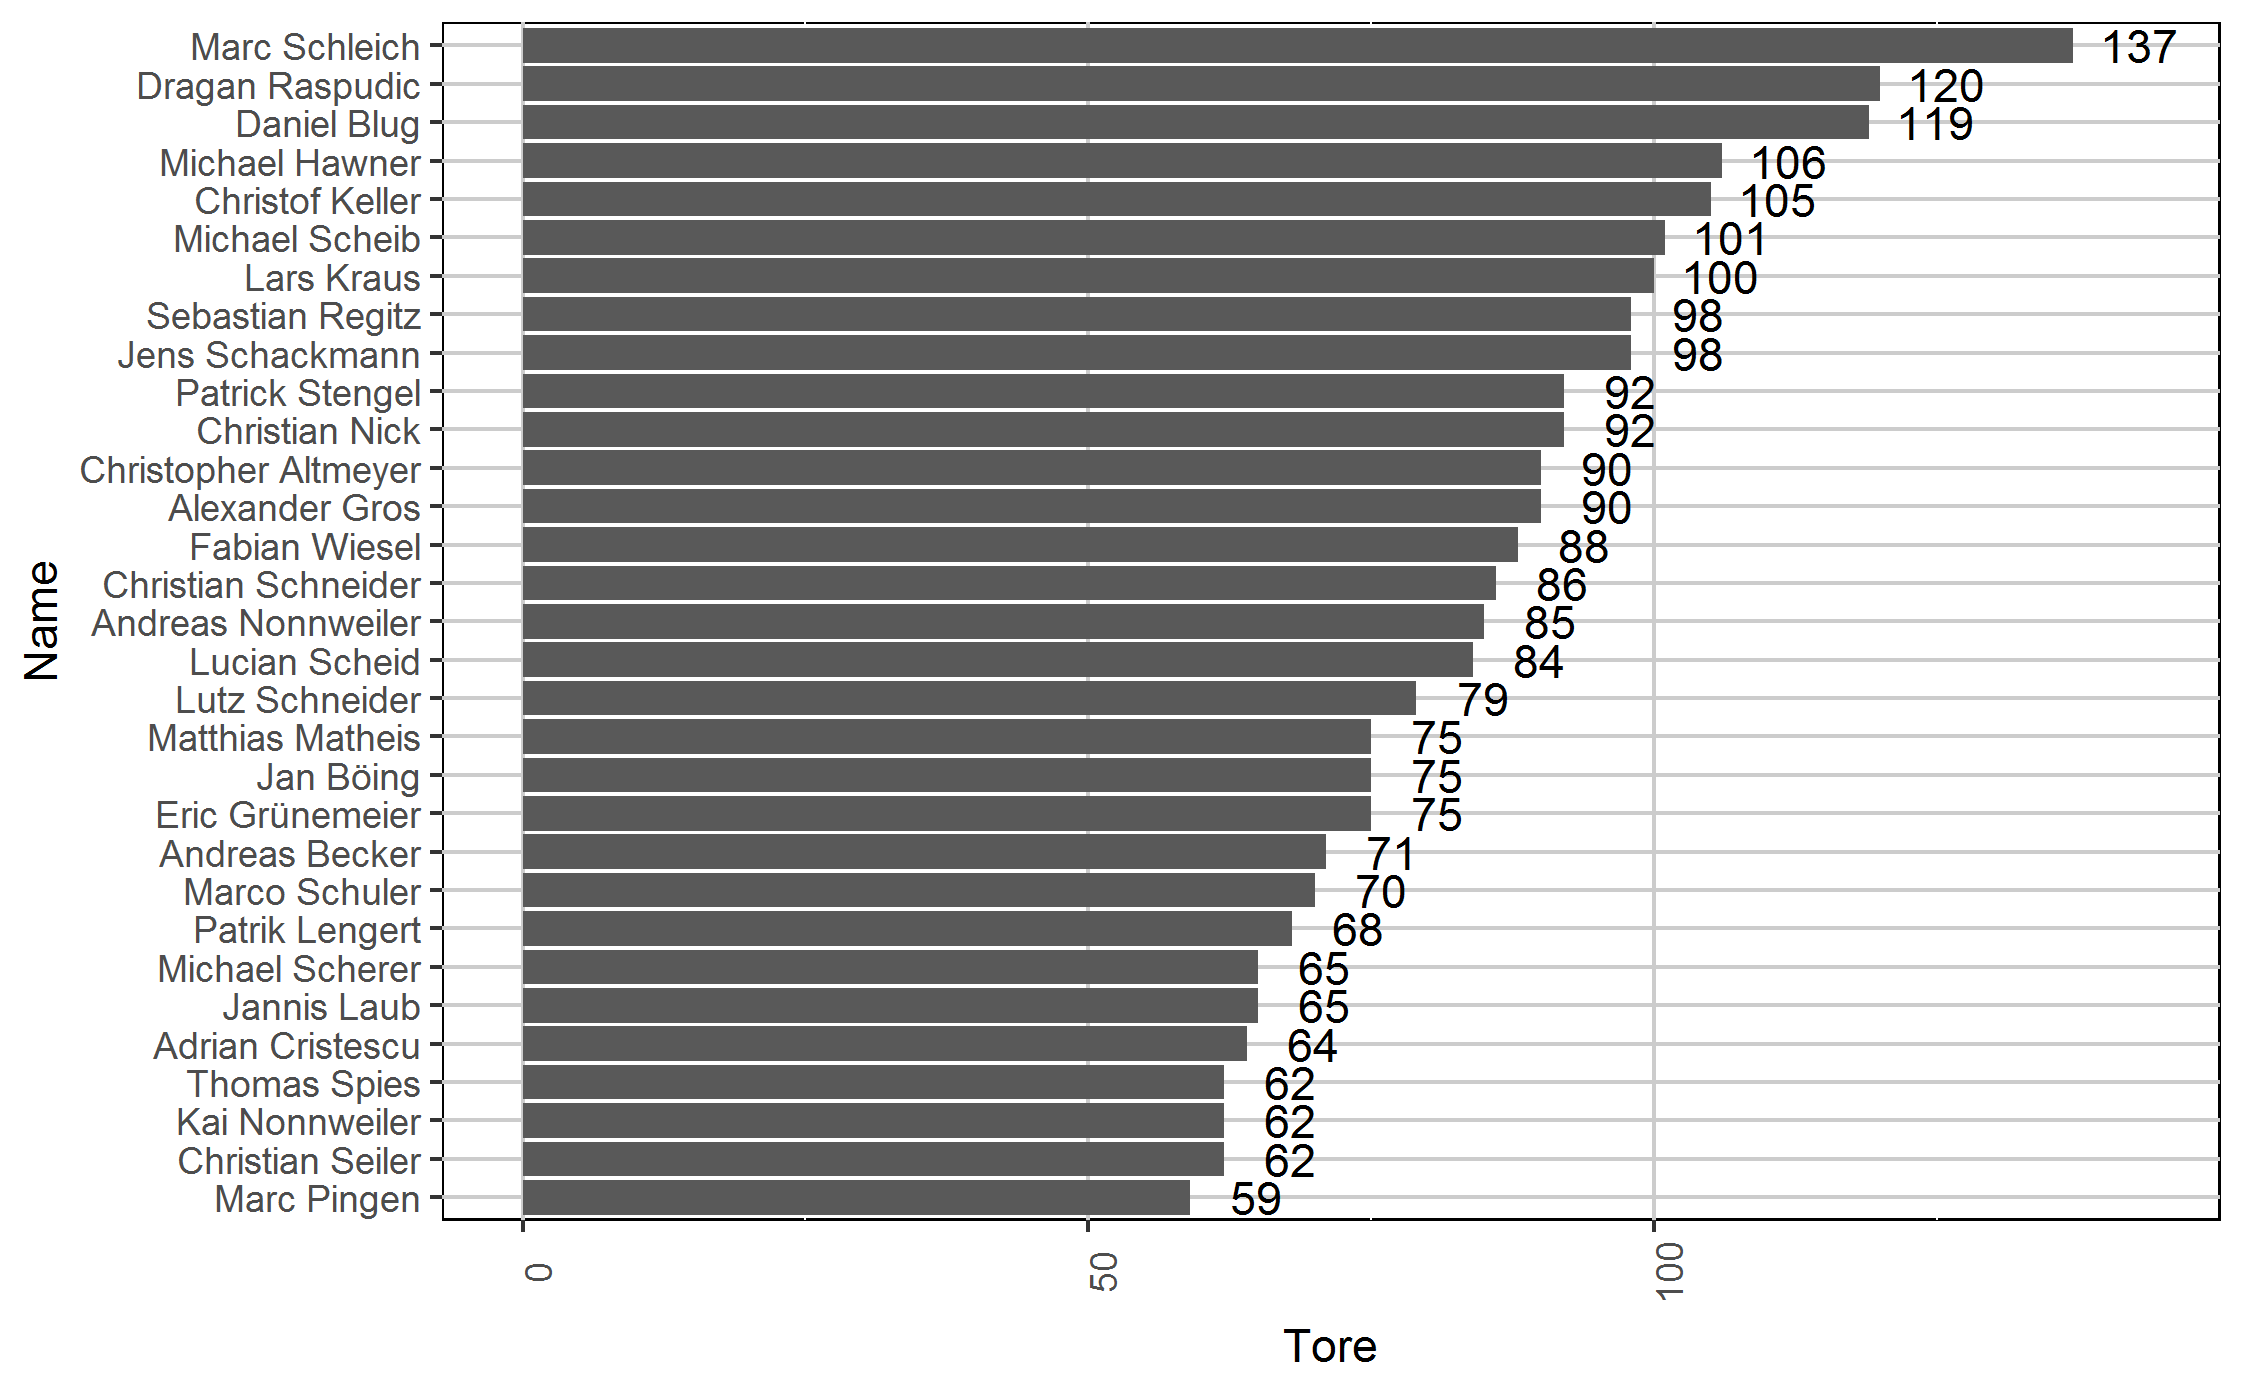 Marc Schleich 137
Dragan Raspudic 120
Daniel Blug 119
Michael Hawner 106
Christof Keller 105
Michael Scheib 101
Lars Kraus 100
Sebastian Regitz 98
Jens Schackmann 98
Patrick Stengel 92
Christian Nick 92
Christopher Altmeyer 90
Alexander Gros 90
Fabian Wiesel 88
Christian Schneider 86
Andreas Nonnweiler 85
Lucian Scheid 84
Lutz Schneider 79
Matthias Matheis 75
Jan Böing 75
Eric Grünemeier 75
Andreas Becker 71
Marco Schuler 70
Patrik Lengert 68
Michael Scherer 65
Jannis Laub 65
Adrian Cristescu 64
Thomas Spies 62
Kai Nonnweiler 62
Christian Seiler 62
Marc Pingen 59
Name
0 50 100
Tore